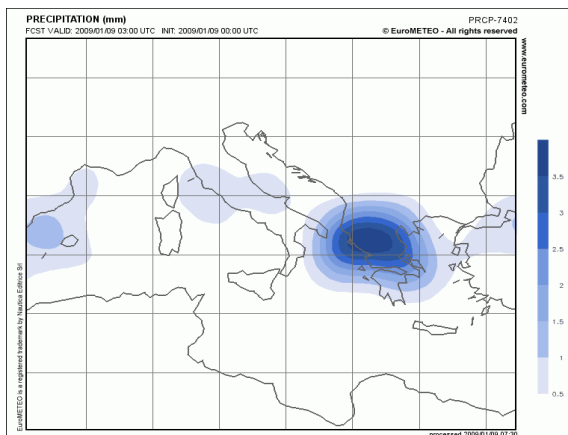 PRECIPITATION (mm)
PRCP-7402
FCST VALID: 2009/01/09 03:00 UTC INIT: 2009/01/09 00:00 UTC
© EuroMETEO - All rights reserved
www.eurometeo.com
EuroMETEO is a registered trademark by Nautica Editrice Srl
3.5
3
2.5
2
1.5
1
0.5
processed 2009/01/09 07:30